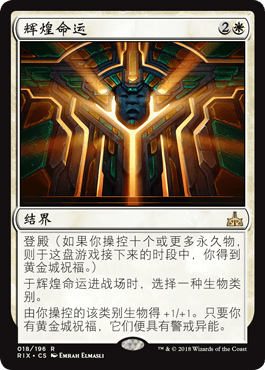 辉煌命运 2
结界
登殿（如果你操控十个或更多永久物，
则于这盘游戏接下来的时段中，你得到
黄金城祝福。）
于辉煌命运进战场时，选择一种生物类
别。
由你操控的该类别生物得 +1/+1。只要你
有黄金城祝福，它们便具有警戒异能。
018/196 R
RIX • CS EMRAH ELMASLI
™ & © 2018 Wizards of the Coast